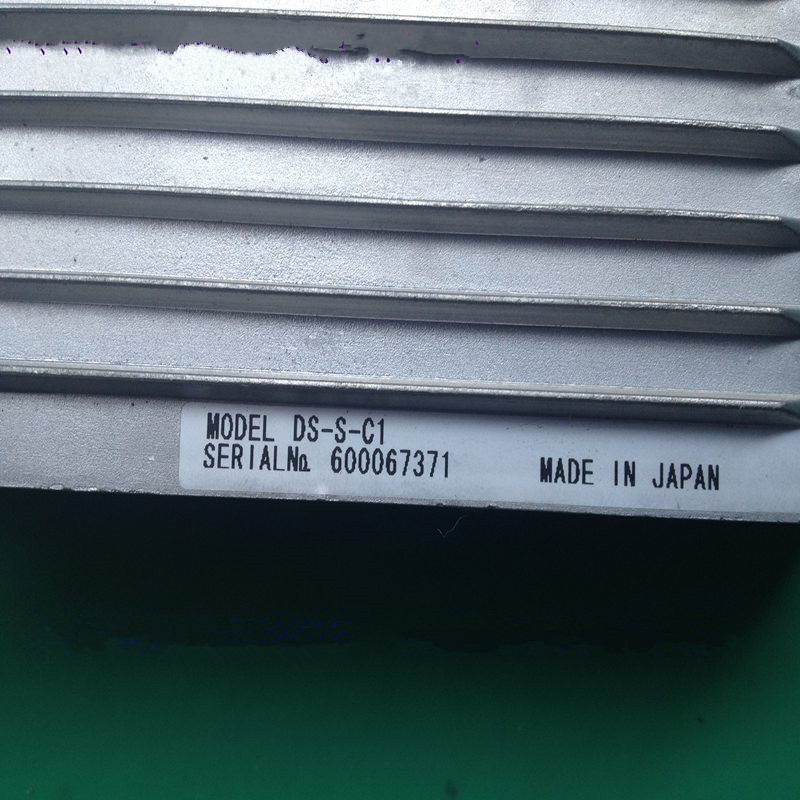 MODEL DS-S-C1
SERIAL№ 600067371
MADE IN JAPAN